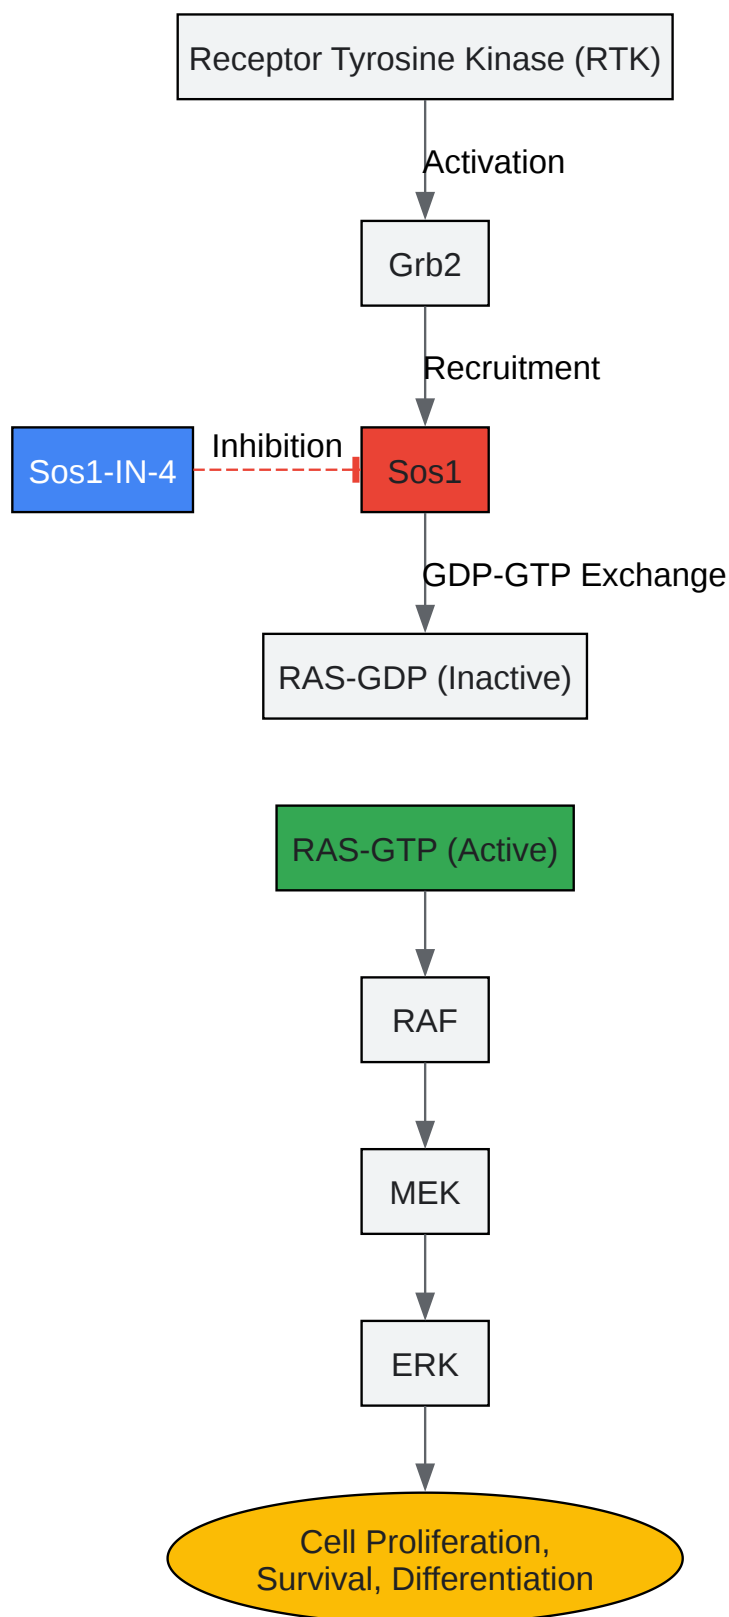 Receptor Tyrosine Kinase (RTK)
Activation
Grb2
Recruitment
Inhibition
Sos1-IN-4
Sos1
GDP-GTP Exchange
RAS-GDP (Inactive)
RAS-GTP (Active)
RAF
MEK
ERK
Cell Proliferation,
Survival, Differentiation